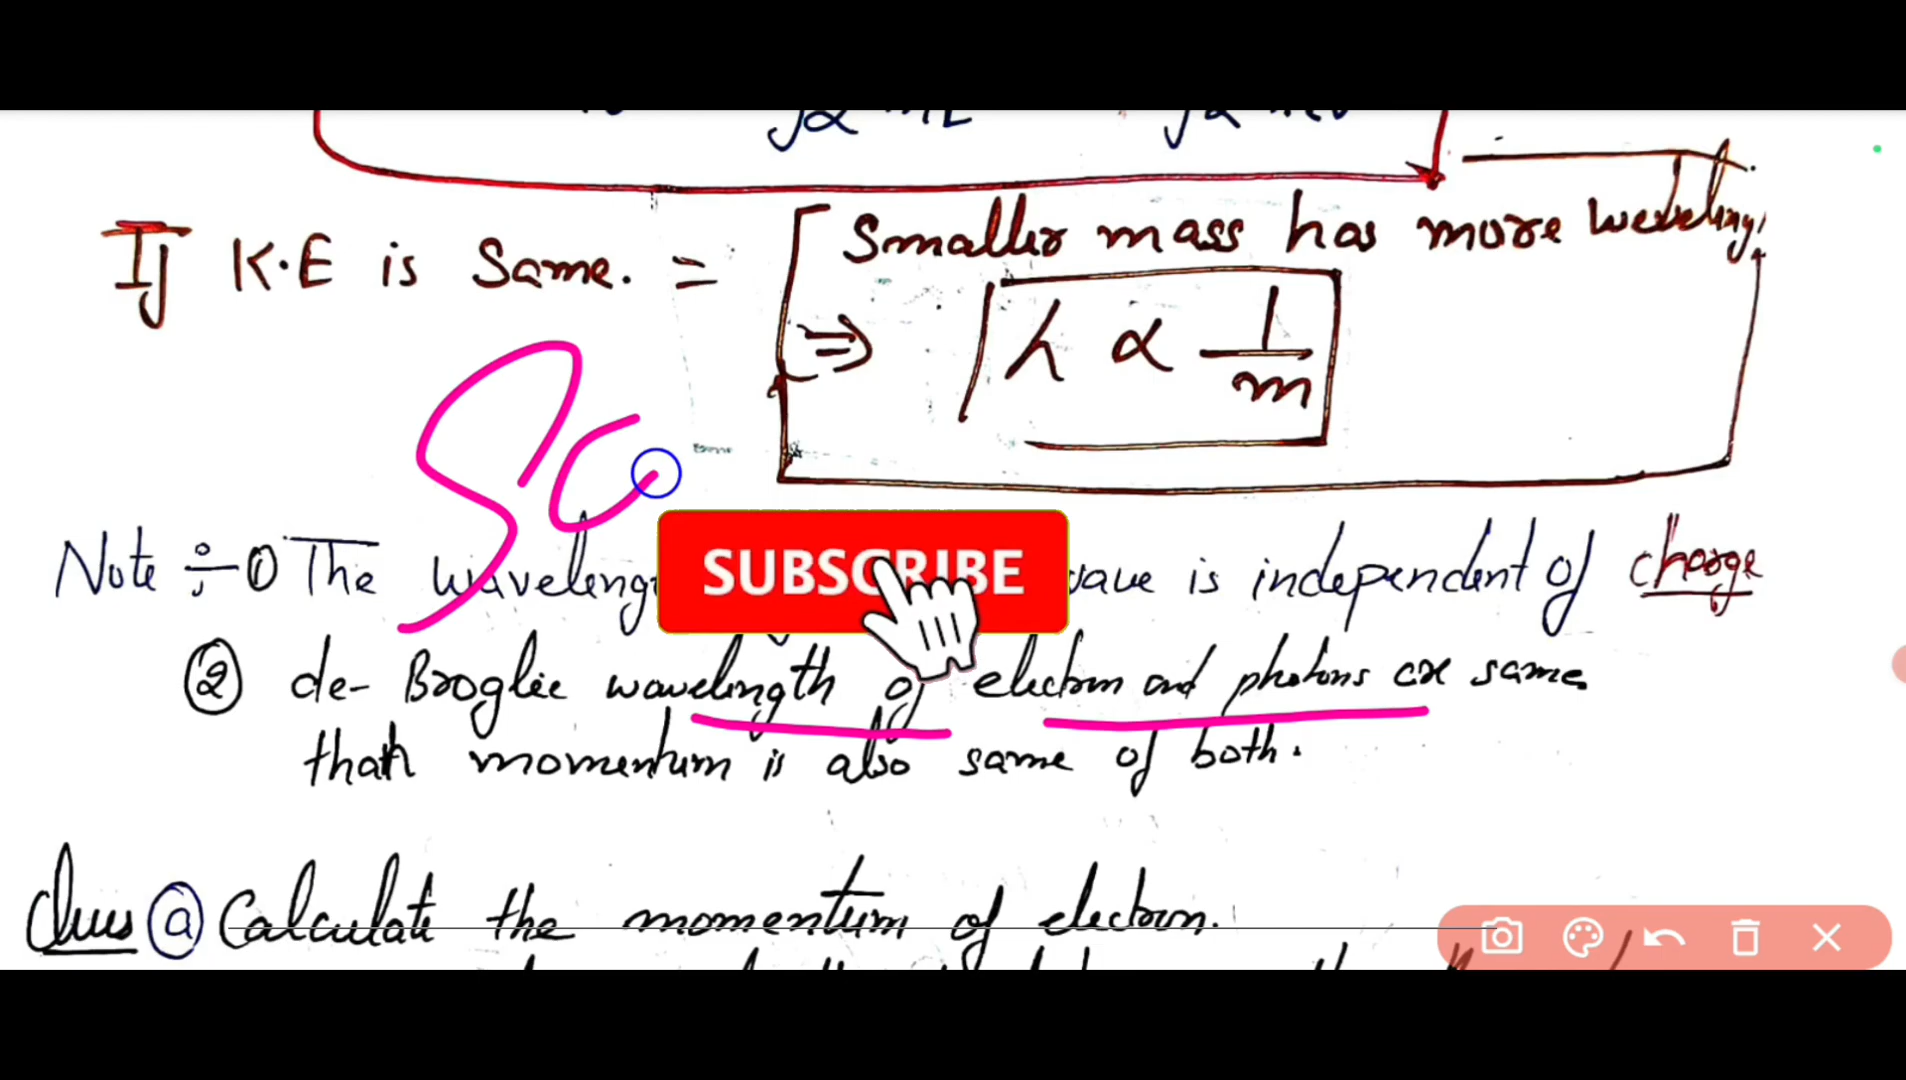 If K.E is Same. = Smaller mass has more
⇒ λ ∝ 1/m
Sc
Note ÷ ① The waveleng SUBSCRIBE wave is independent of charge
② de-Broglie wavelength of electron and photons are same
than momentum is also same of both.
Ques ⓐ Calculate the momentum of electron.